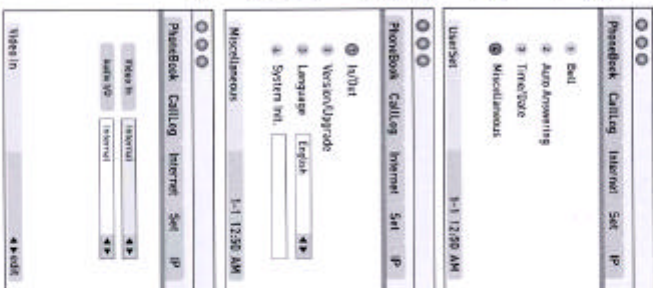 PhoneBook CallLog Internet Set IP
Bell
Auto Answering
Time/Date
Miscellaneous
UserSet 1-1 12:50 AM
PhoneBook CallLog Internet Set IP
In/Out
Version/Upgrade
Language English
System Init.
Miscellaneous 1-1 12:50 AM
PhoneBook CallLog Internet Set IP
Video In Internal
Audio I/O Internal
Video In edit